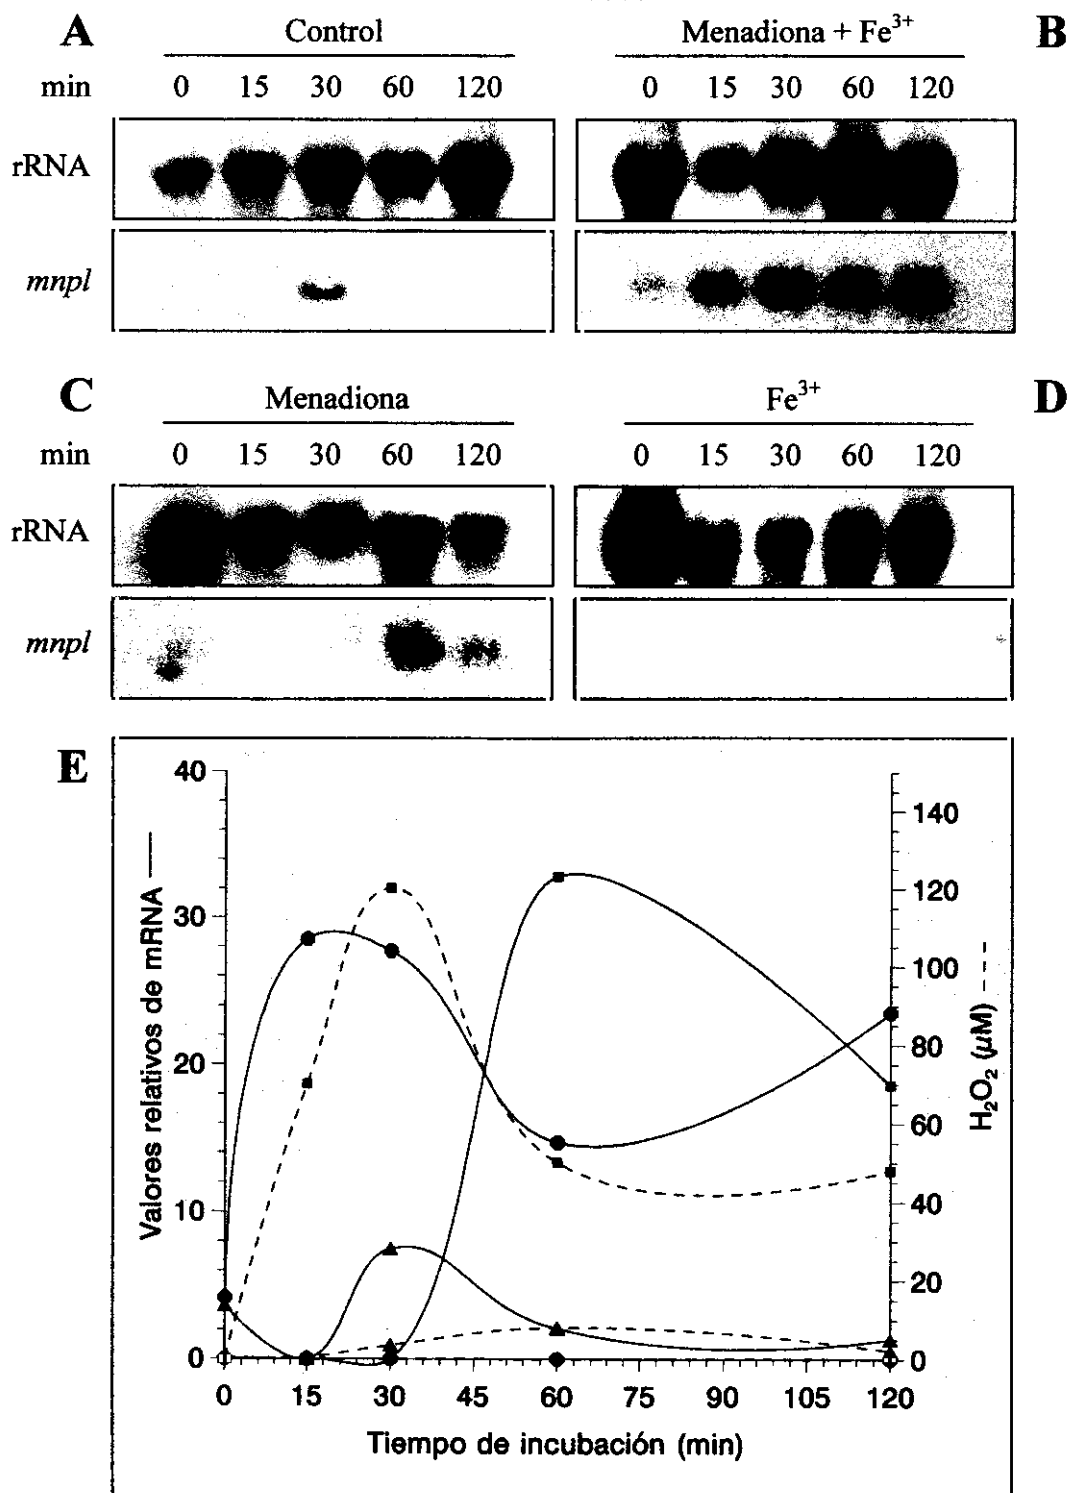 A Control Menadiona + Fe³⁺ B
min 0 15 30 60 120 0 15 30 60 120
rRNA
mnpl
C Menadiona Fe³⁺ D
min 0 15 30 60 120 0 15 30 60 120
rRNA
mnpl
E
Valores relativos de mRNA
40
30
20
10
0
H₂O₂ (µM)
140
120
100
80
60
40
20
0
0 15 30 45 60 75 90 105 120
Tiempo de incubación (min)